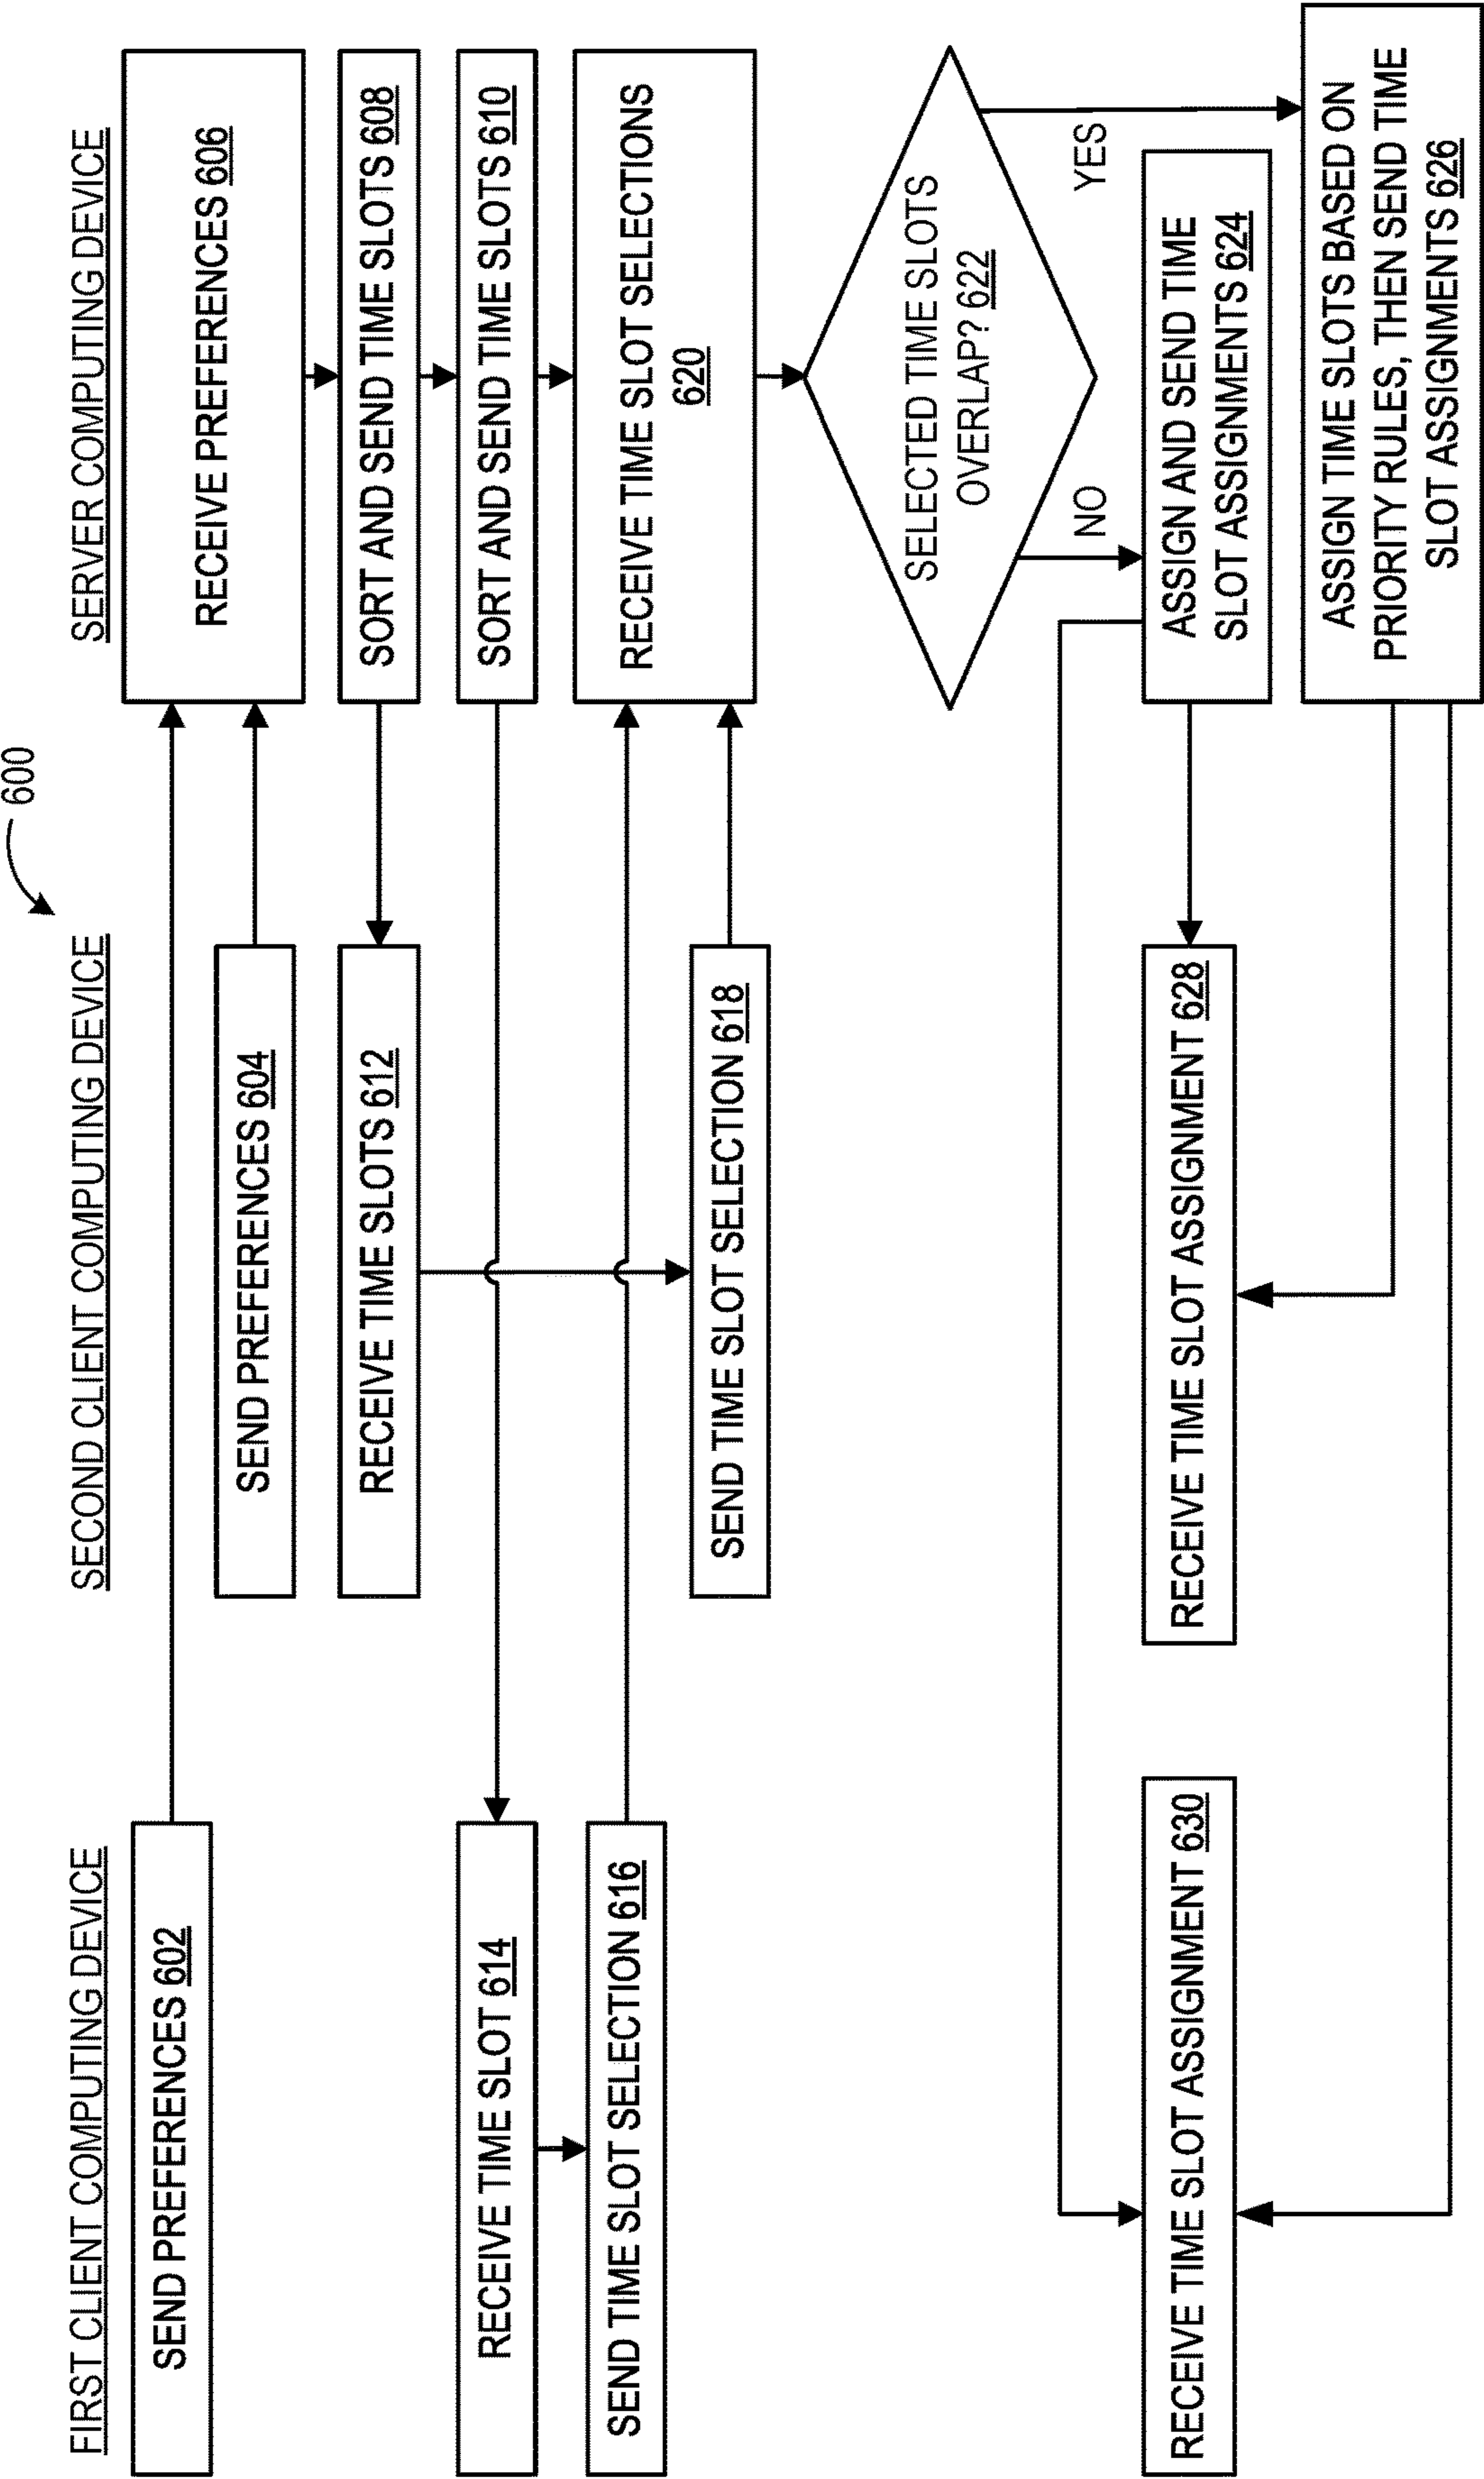 600
FIRST CLIENT COMPUTING DEVICE
SECOND CLIENT COMPUTING DEVICE
SERVER COMPUTING DEVICE
SEND PREFERENCES 602
SEND PREFERENCES 604
RECEIVE PREFERENCES 606
SORT AND SEND TIME SLOTS 608
RECEIVE TIME SLOTS 612
SORT AND SEND TIME SLOTS 610
RECEIVE TIME SLOT 614
SEND TIME SLOT SELECTION 616
SEND TIME SLOT SELECTION 618
RECEIVE TIME SLOT SELECTIONS
620
SELECTED TIME SLOTS
OVERLAP? 622
NO
YES
ASSIGN AND SEND TIME
SLOT ASSIGNMENTS 624
RECEIVE TIME SLOT ASSIGNMENT 630
RECEIVE TIME SLOT ASSIGNMENT 628
ASSIGN TIME SLOTS BASED ON
PRIORITY RULES, THEN SEND TIME
SLOT ASSIGNMENTS 626